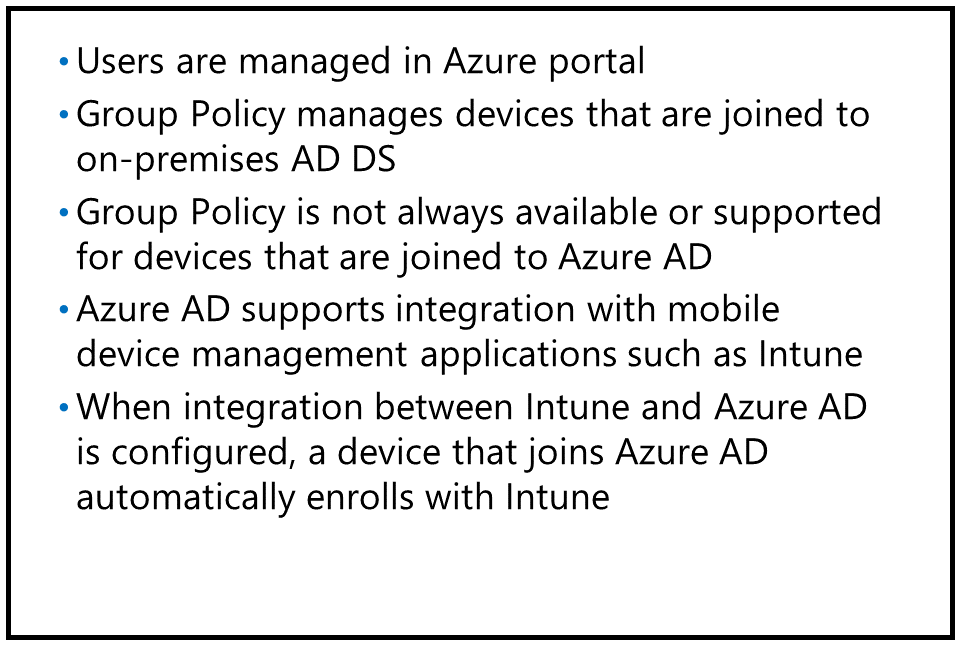 • Users are managed in Azure portal
• Group Policy manages devices that are joined to
on-premises AD DS
• Group Policy is not always available or supported
for devices that are joined to Azure AD
• Azure AD supports integration with mobile
device management applications such as Intune
• When integration between Intune and Azure AD
is configured, a device that joins Azure AD
automatically enrolls with Intune